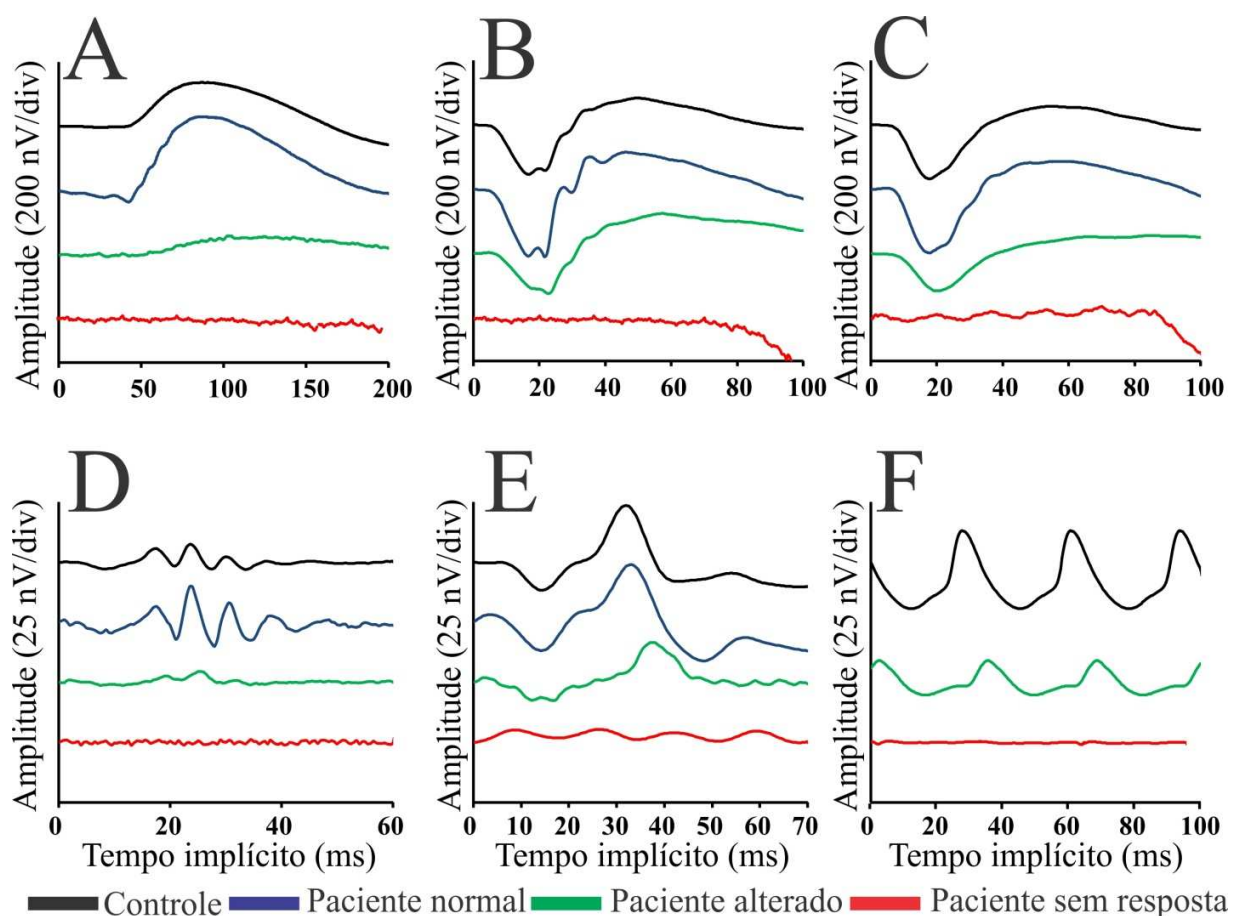 A
B
C
Amplitude (200 nV/div)
0 50 100 150 200
Amplitude (200 nV/div)
0 20 40 60 80 100
Amplitude (200 nV/div)
0 20 40 60 80 100
D
E
F
Amplitude (25 nV/div)
0 20 40 60
Tempo implícito (ms)
Amplitude (25 nV/div)
0 10 20 30 40 50 60 70
Tempo implícito (ms)
Amplitude (25 nV/div)
0 20 40 60 80 100
Tempo implícito (ms)
Controle Paciente normal Paciente alterado Paciente sem resposta